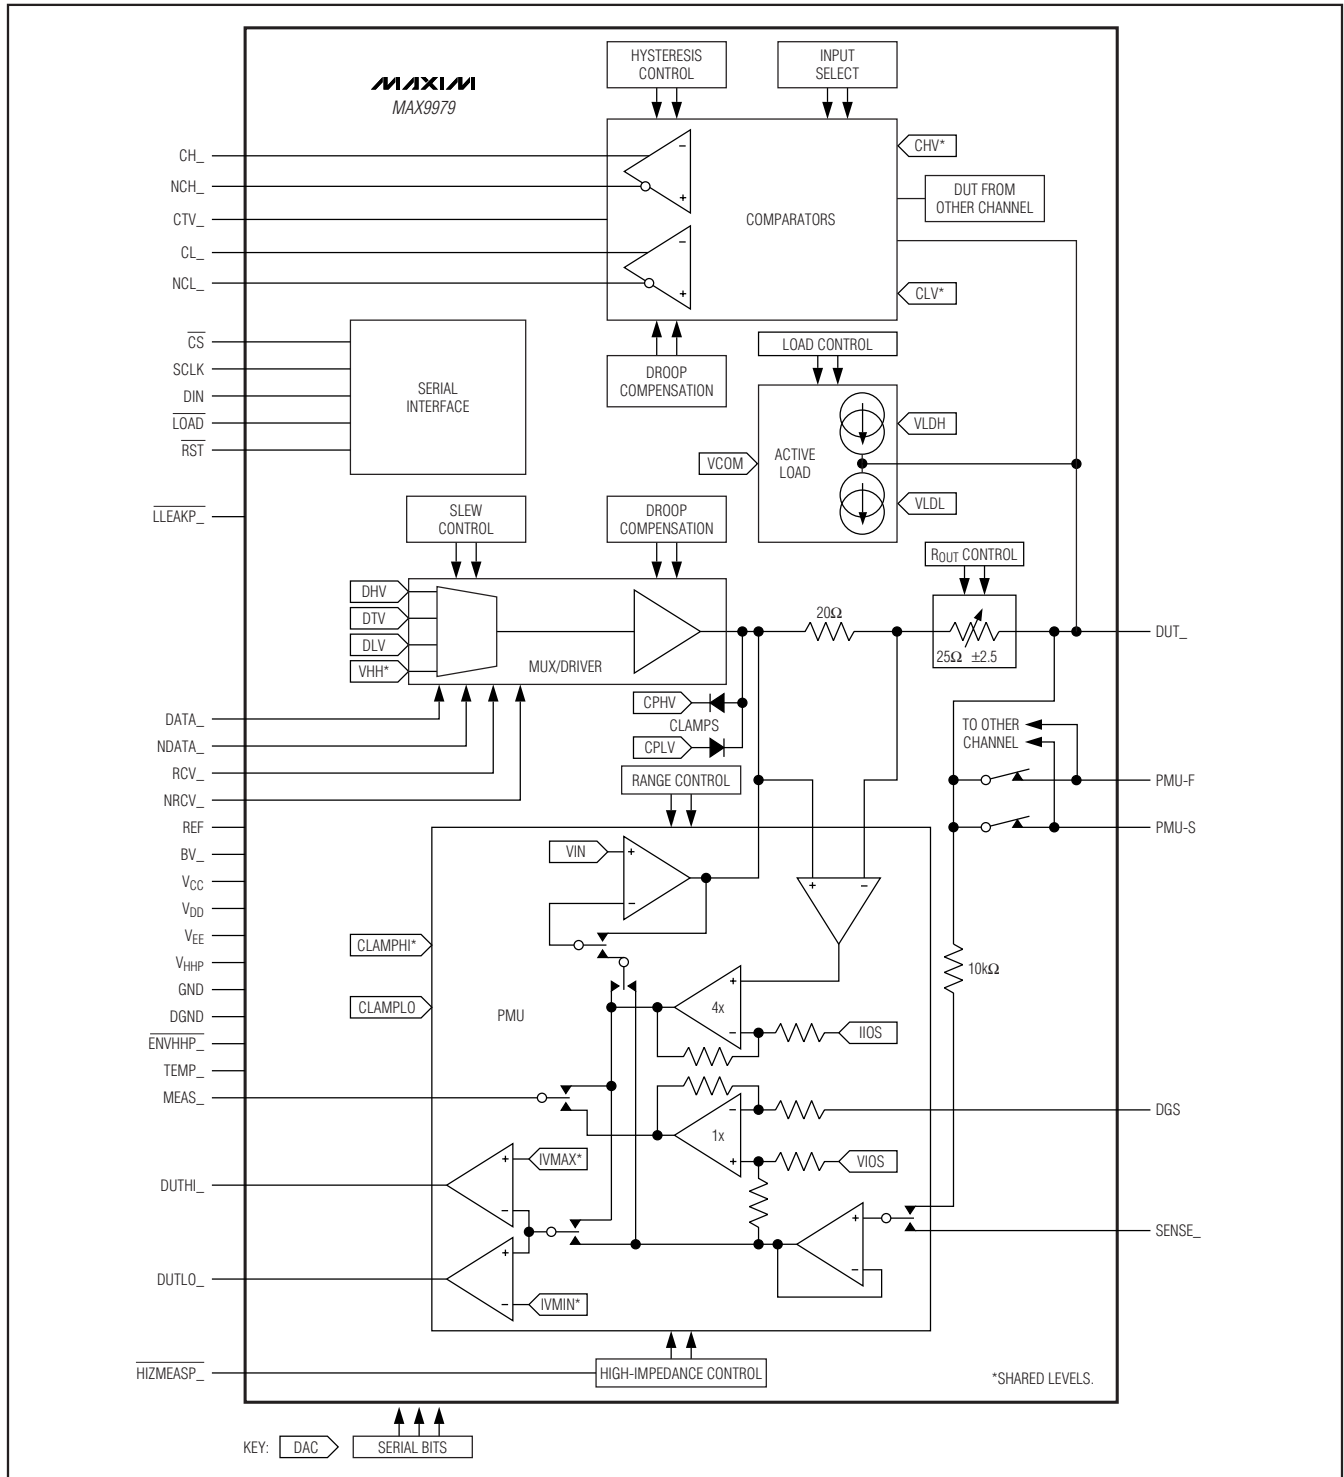 HYSTERESIS
CONTROL
INPUT
SELECT
MAXIM
MAX9979
CH_
NCH_
CTV_
CL_
NCL_
−
+
−
+
COMPARATORS
CHV*
DUT FROM
OTHER CHANNEL
CLV*
CS
SCLK
DIN
LOAD
RST
SERIAL
INTERFACE
DROOP
COMPENSATION
LOAD CONTROL
VCOM
ACTIVE
LOAD
VLDH
VLDL
LLEAKP_
SLEW
CONTROL
DROOP
COMPENSATION
ROUT CONTROL
DHV
DTV
DLV
VHH*
MUX/DRIVER
20Ω
25Ω ±2.5
DUT_
CPHV
CLAMPS
CPLV
TO OTHER
CHANNEL
DATA_
NDATA_
RCV_
NRCV_
RANGE CONTROL
PMU-F
PMU-S
REF
BV_
VCC
VDD
VEE
VHHP
GND
DGND
ENVHHP_
TEMP_
MEAS_
VIN
+
−
+
−
CLAMPHI*
CLAMPLO
PMU
10kΩ
+
4x
−
IIOS
−
1x
+
DGS
VIOS
DUTHI_
+
IVMAX*
−
+
−
SENSE_
DUTLO_
+
−
IVMIN*
HIZMEASP_
HIGH-IMPEDANCE CONTROL
*SHARED LEVELS.
KEY:
DAC
SERIAL BITS